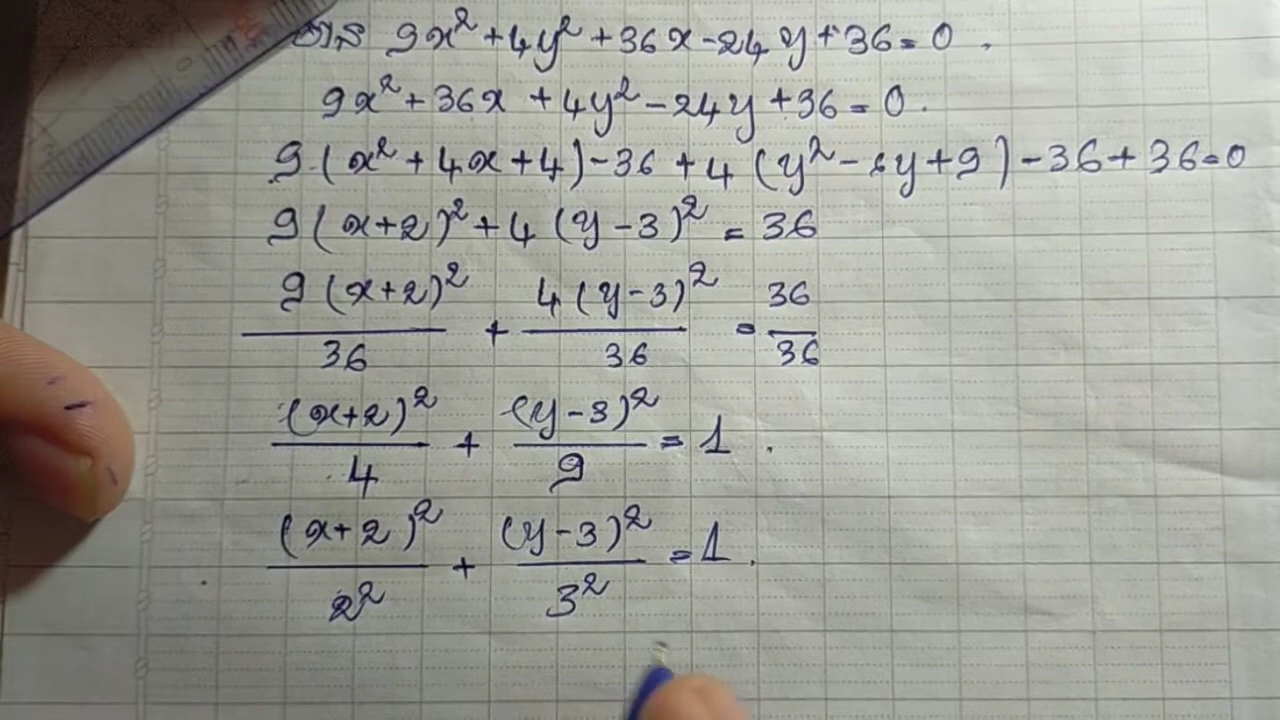 មាន 9x² + 4y² + 36x - 24y + 36 = 0 .
9x² + 36x + 4y² - 24y + 36 = 0 .
9 (x² + 4x + 4) - 36 + 4 (y² - 6y + 9) - 36 + 36 = 0
9 (x+2)² + 4 (y-3)² = 36
9 (x+2)² / 36 + 4 (y-3)² / 36 = 36 / 36
(x+2)² / 4 + (y-3)² / 9 = 1 .
(x+2)² / 2² + (y-3)² / 3² = 1 .